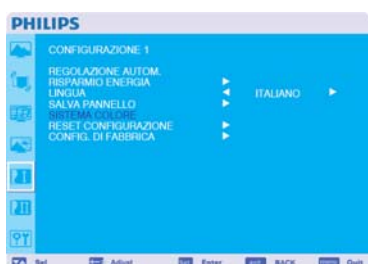 PHILIPS
CONFIGURAZIONE 1
REGOLAZIONE AUTOM.
RISPARMIO ENERGIA
LINGUA ITALIANO
SALVA PANNELLO
SISTEMA COLORE
RESET CONFIGURAZIONE
CONFIG. DI FABBRICA
Sel Adjust Enter BACK Quit